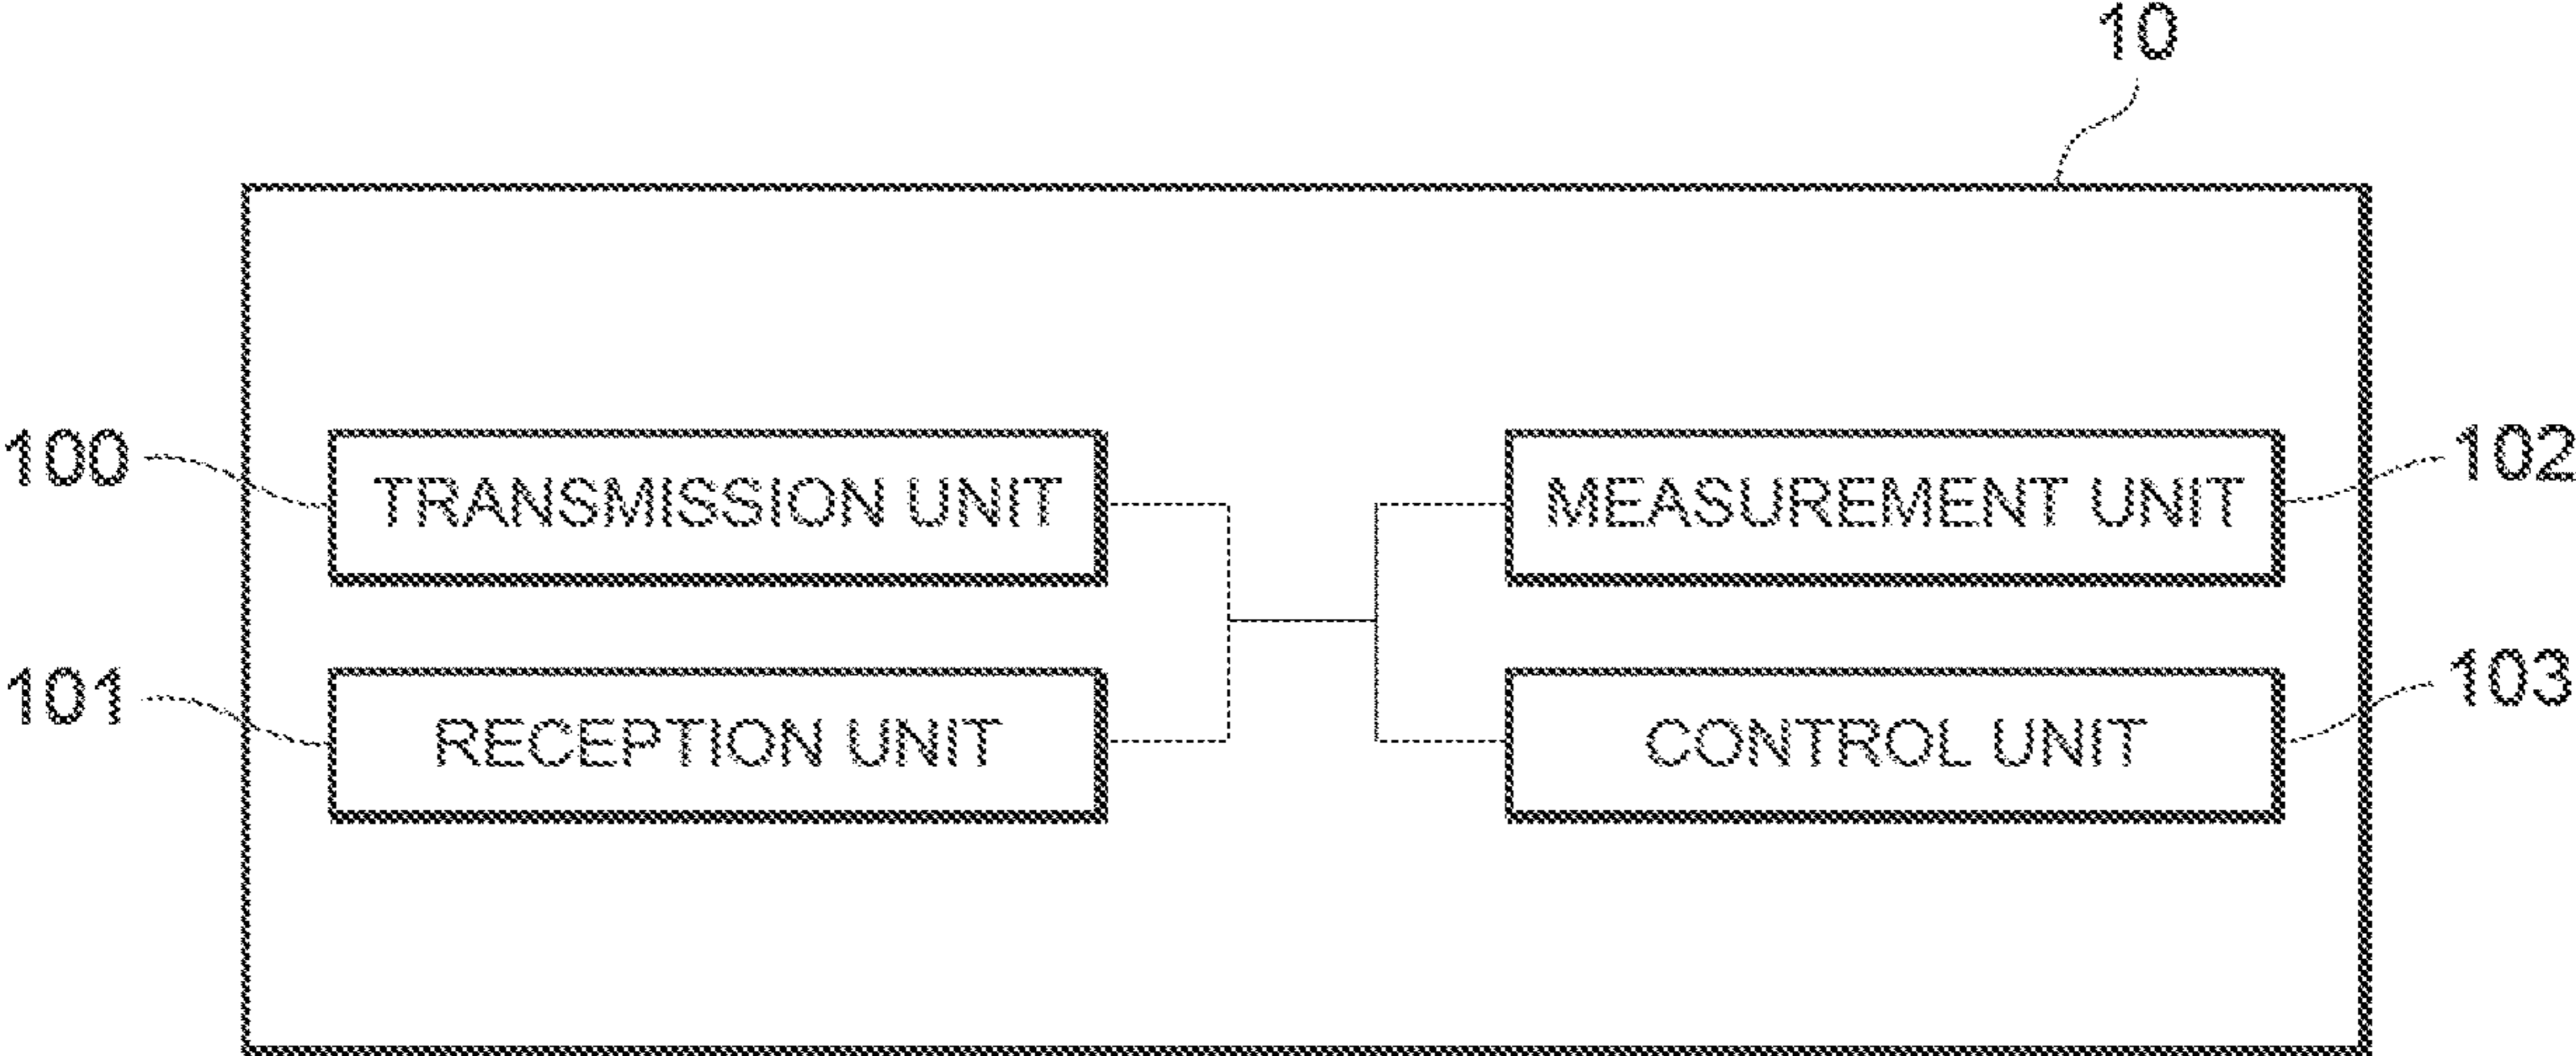 10
100
TRANSMISSION UNIT
MEASUREMENT UNIT
102
101
RECEPTION UNIT
CONTROL UNIT
103